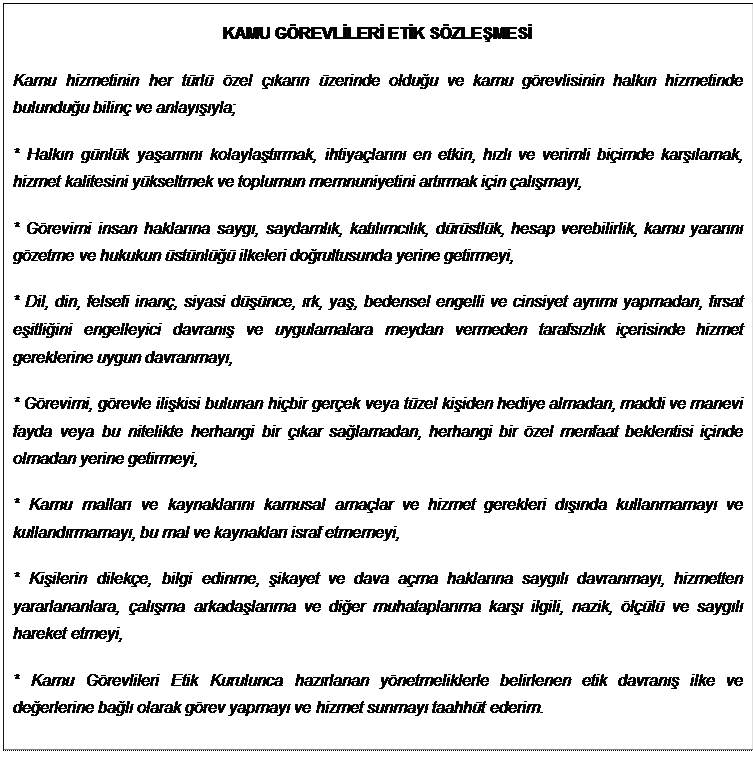 KAMU GÖREVLİLERİ ETİK SÖZLEŞMESİ
Kamu hizmetinin her türlü özel çıkarın üzerinde olduğu ve kamu görevlisinin halkın hizmetinde
bulunduğu bilinç ve anlayışıyla;
* Halkın günlük yaşamını kolaylaştırmak, ihtiyaçlarını en etkin, hızlı ve verimli biçimde karşılamak,
hizmet kalitesini yükseltmek ve toplumun memnuniyetini artırmak için çalışmayı,
* Görevimi insan haklarına saygı, saydamlık, katılımcılık, dürüstlük, hesap verebilirlik, kamu yararını
gözetme ve hukukun üstünlüğü ilkeleri doğrultusunda yerine getirmeyi,
* Dil, din, felsefi inanç, siyasi düşünce, ırk, yaş, bedensel engelli ve cinsiyet ayrımı yapmadan, fırsat
eşitliğini engelleyici davranış ve uygulamalara meydan vermeden tarafsızlık içerisinde hizmet
gereklerine uygun davranmayı,
* Görevimi, görevle ilişkisi bulunan hiçbir gerçek veya tüzel kişiden hediye almadan, maddi ve manevi
fayda veya bu nitelikte herhangi bir çıkar sağlamadan, herhangi bir özel menfaat beklentisi içinde
olmadan yerine getirmeyi,
* Kamu malları ve kaynaklarını kamusal amaçlar ve hizmet gerekleri dışında kullanmamayı ve
kullandırmamayı, bu mal ve kaynakları israf etmemeyi,
* Kişilerin dilekçe, bilgi edinme, şikayet ve dava açma haklarına saygılı davranmayı, hizmetten
yararlananlara, çalışma arkadaşlarıma ve diğer muhataplarıma karşı ilgili, nazik, ölçülü ve saygılı
hareket etmeyi,
* Kamu Görevlileri Etik Kurulunca hazırlanan yönetmeliklerle belirlenen etik davranış ilke ve
değerlerine bağlı olarak görev yapmayı ve hizmet sunmayı taahhüt ederim.